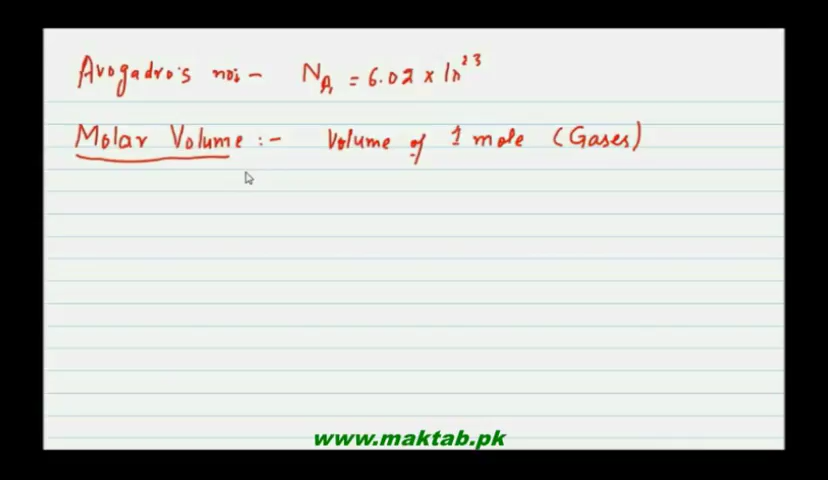 Avogadro's no:- N_A = 6.02 × 10^23
Molar Volume :- Volume of 1 mole (Gases)
www.maktab.pk